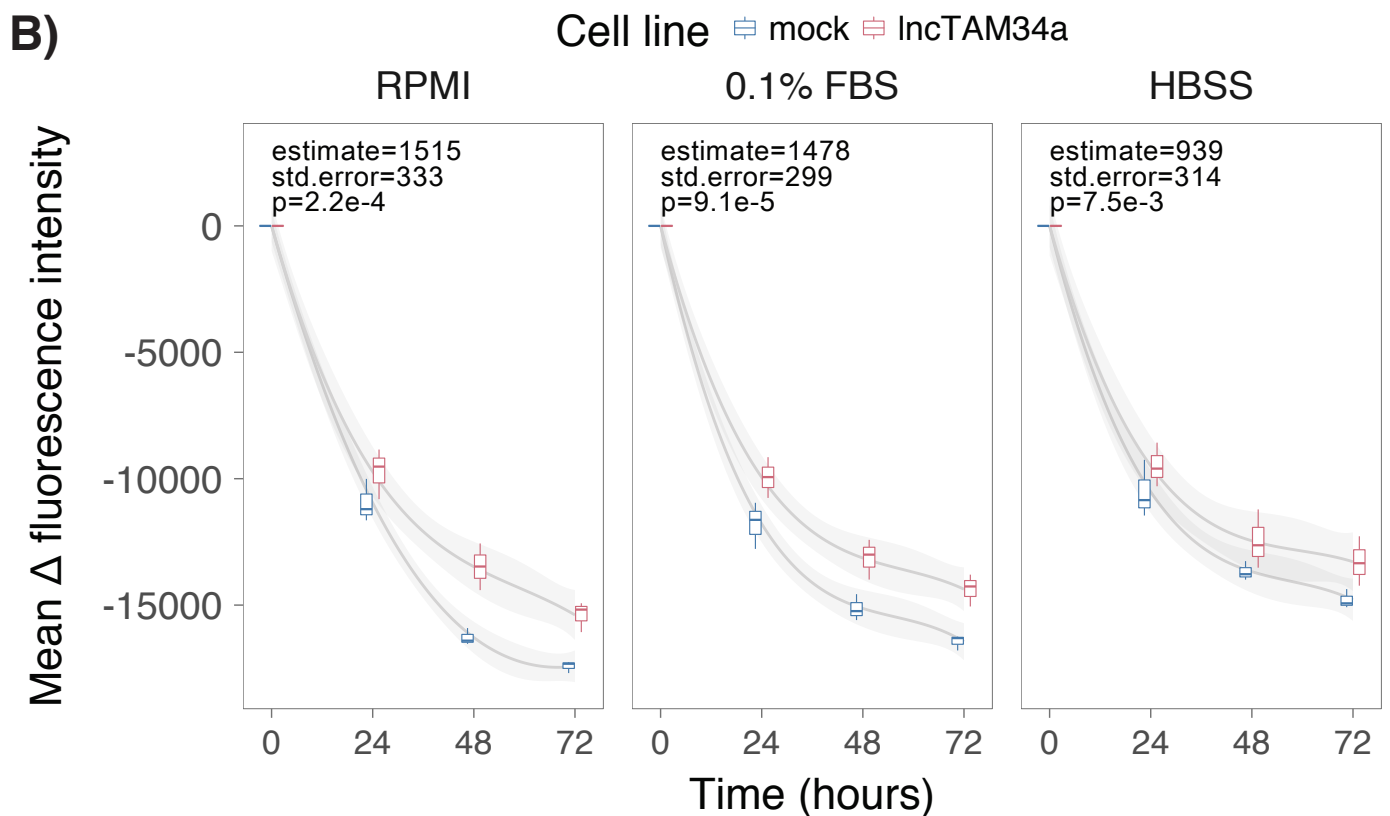 B)
Cell line mock lncTAM34a
RPMI
0.1% FBS
HBSS
Mean Δ fluorescence intensity
0
-5000
-10000
-15000
estimate=1515
std.error=333
p=2.2e-4
estimate=1478
std.error=299
p=9.1e-5
estimate=939
std.error=314
p=7.5e-3
0 24 48 72
0 24 48 72
0 24 48 72
Time (hours)